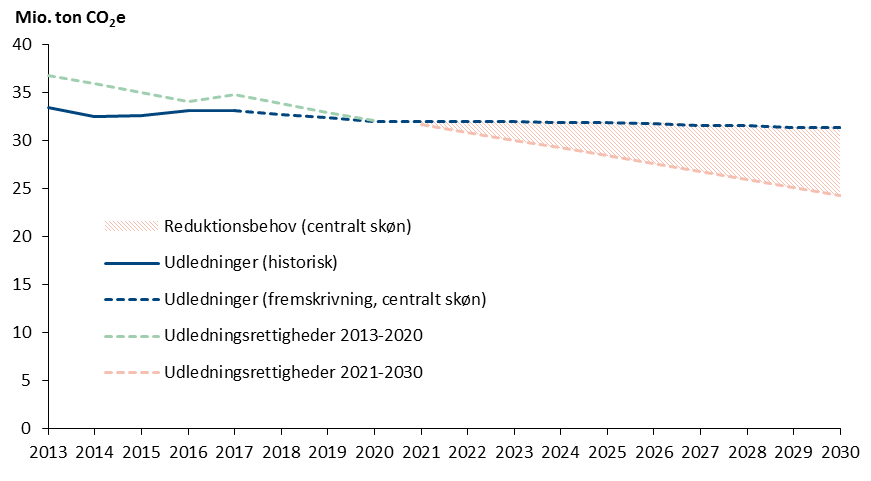 Mio. ton CO₂e
40
35
30
25
20
15
10
5
0
Reduktionsbehov (centralt skøn)
Udledninger (historisk)
Udledninger (fremskrivning, centralt skøn)
Udledningsrettigheder 2013-2020
Udledningsrettigheder 2021-2030
2013 2014 2015 2016 2017 2018 2019 2020 2021 2022 2023 2024 2025 2026 2027 2028 2029 2030